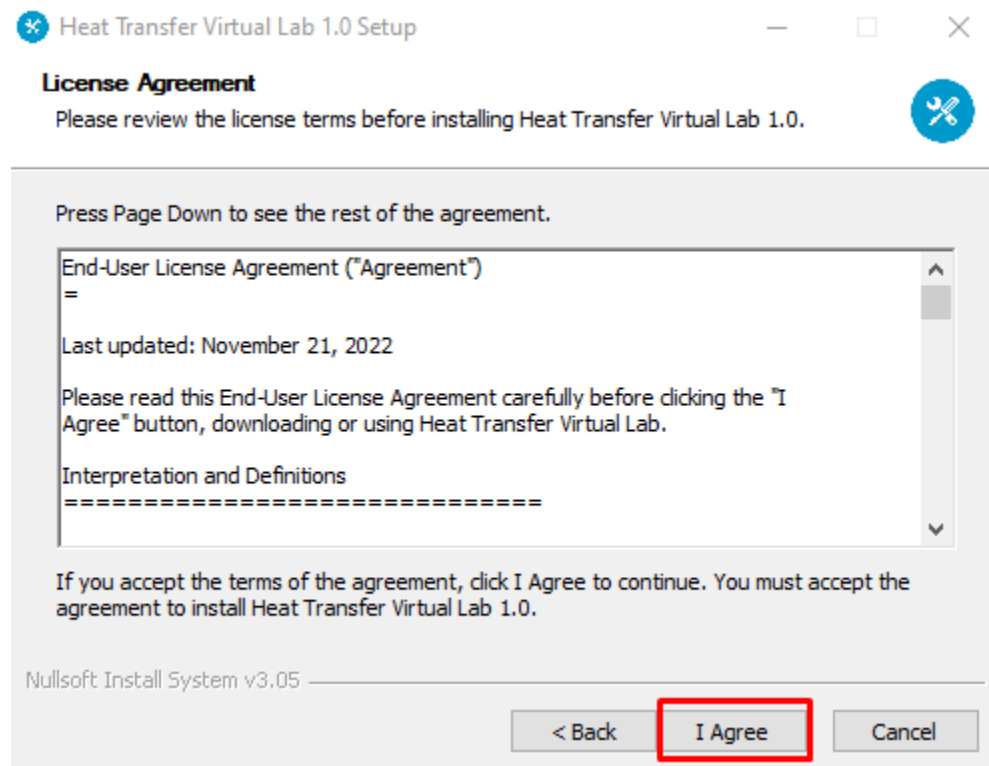 Heat Transfer Virtual Lab 1.0 Setup
License Agreement
Please review the license terms before installing Heat Transfer Virtual Lab 1.0.
Press Page Down to see the rest of the agreement.
End-User License Agreement ("Agreement")
=
Last updated: November 21, 2022
Please read this End-User License Agreement carefully before clicking the "I
Agree" button, downloading or using Heat Transfer Virtual Lab.
Interpretation and Definitions
==============================
If you accept the terms of the agreement, click I Agree to continue. You must accept the
agreement to install Heat Transfer Virtual Lab 1.0.
Nullsoft Install System v3.05
< Back
I Agree
Cancel